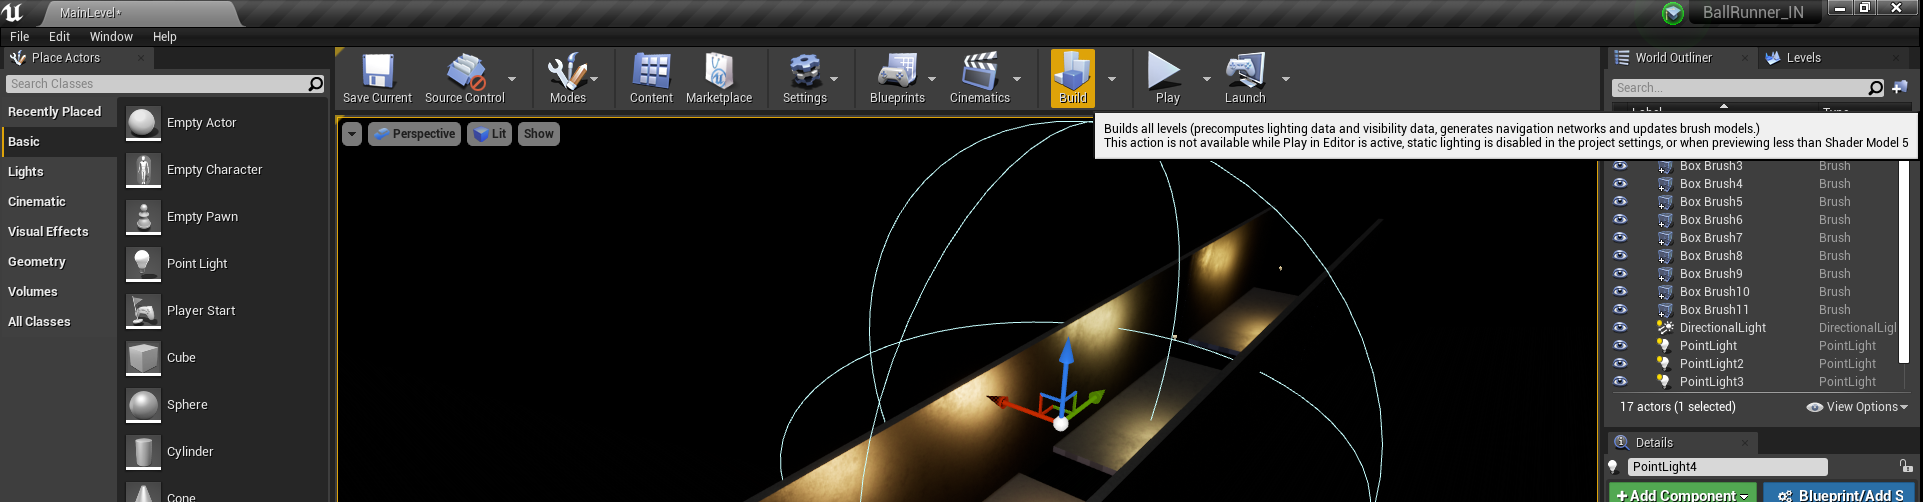 MainLevel*
BallRunner_IN
File Edit Window Help
Place Actors
Search Classes
Recently Placed
Basic
Lights
Cinematic
Visual Effects
Geometry
Volumes
All Classes
Empty Actor
Empty Character
Empty Pawn
Point Light
Player Start
Cube
Sphere
Cylinder
Cone
Save Current
Source Control
Modes
Content
Marketplace
Settings
Blueprints
Cinematics
Build
Play
Launch
Perspective
Lit
Show
Builds all levels (precomputes lighting data and visibility data, generates navigation networks and updates brush models.)
This action is not available while Play in Editor is active, static lighting is disabled in the project settings, or when previewing less than Shader Model 5
World Outliner
Levels
Search...
Label Type
Box Brush3 Brush
Box Brush4 Brush
Box Brush5 Brush
Box Brush6 Brush
Box Brush7 Brush
Box Brush8 Brush
Box Brush9 Brush
Box Brush10 Brush
Box Brush11 Brush
DirectionalLight DirectionalLigl
PointLight PointLight
PointLight2 PointLight
PointLight3 PointLight
17 actors (1 selected)
View Options
Details
PointLight4
+Add Component
Blueprint/Add S